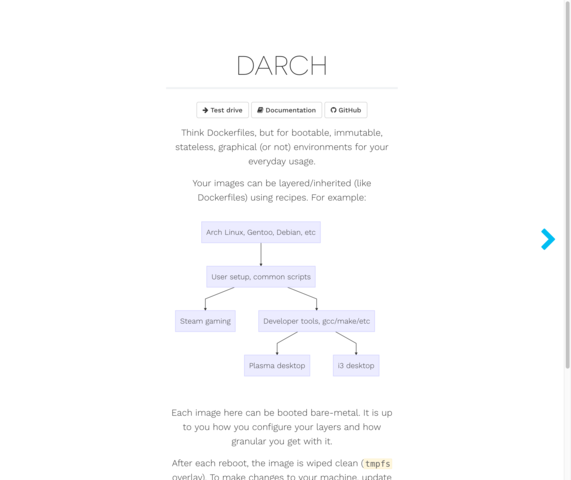 DARCH
Test drive
Documentation
GitHub
Think Dockerfiles, but for bootable, immutable,
stateless, graphical (or not) environments for your
everyday usage.
Your images can be layered/inherited (like
Dockerfiles) using recipes. For example:
Arch Linux, Gentoo, Debian, etc
User setup, common scripts
Steam gaming
Developer tools, gcc/make/etc
Plasma desktop
i3 desktop
Each image here can be booted bare-metal. It is up
to you how you configure your layers and how
granular you get with it.
After each reboot, the image is wiped clean (tmpfs
overlay). To make changes to your machine, update